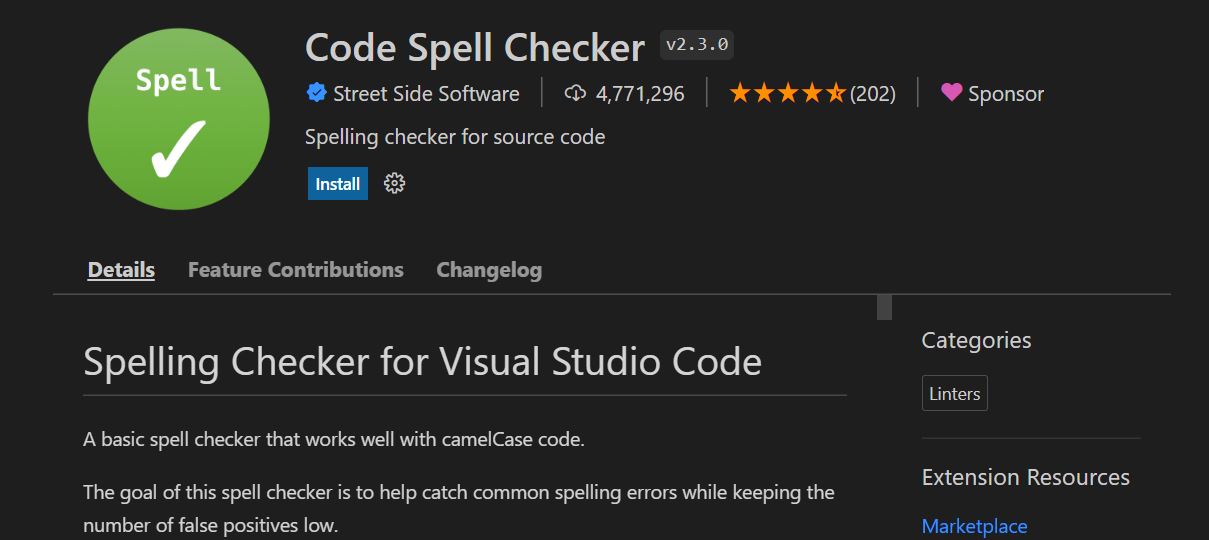 Spell
Code Spell Checker v2.3.0
Street Side Software 4,771,296 (202) Sponsor
Spelling checker for source code
Install
Details Feature Contributions Changelog
Spelling Checker for Visual Studio Code
A basic spell checker that works well with camelCase code.
The goal of this spell checker is to help catch common spelling errors while keeping the
number of false positives low.
Categories
Linters
Extension Resources
Marketplace